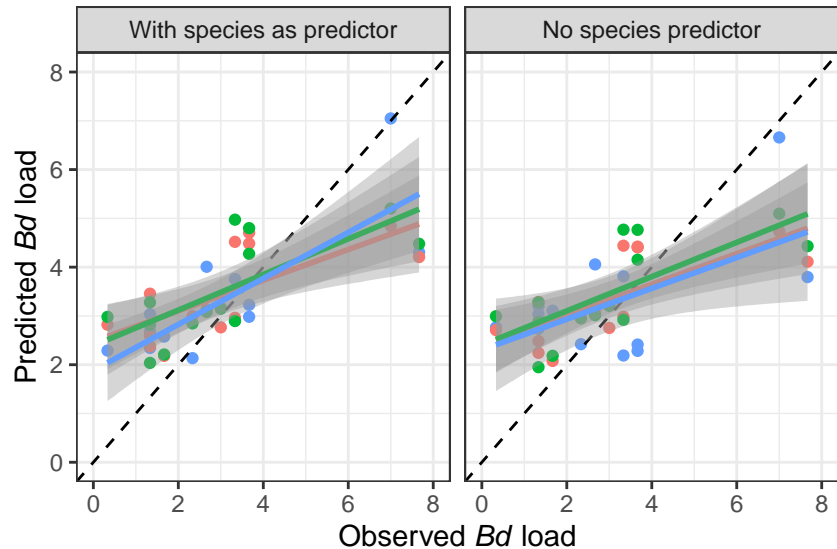 With species as predictor
No species predictor
Predicted Bd load
8
6
4
2
0
0 2 4 6 8
0 2 4 6 8
Observed Bd load